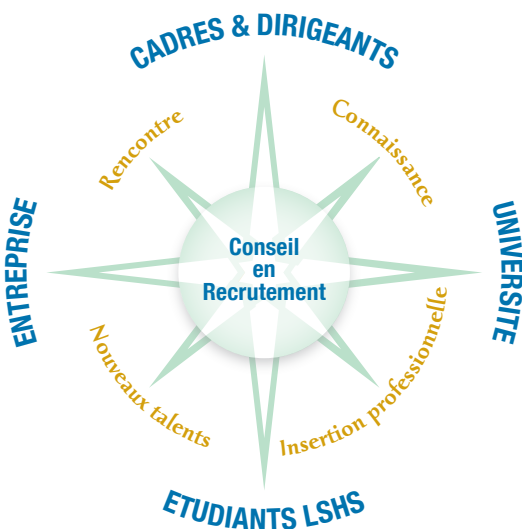 CADRES & DIRIGEANTS
Rencontre
Connaissance
ENTREPRISE
Conseil
en
Recrutement
UNIVERSITE
Nouveaux talents
Insertion professionnelle
ETUDIANTS LSHS